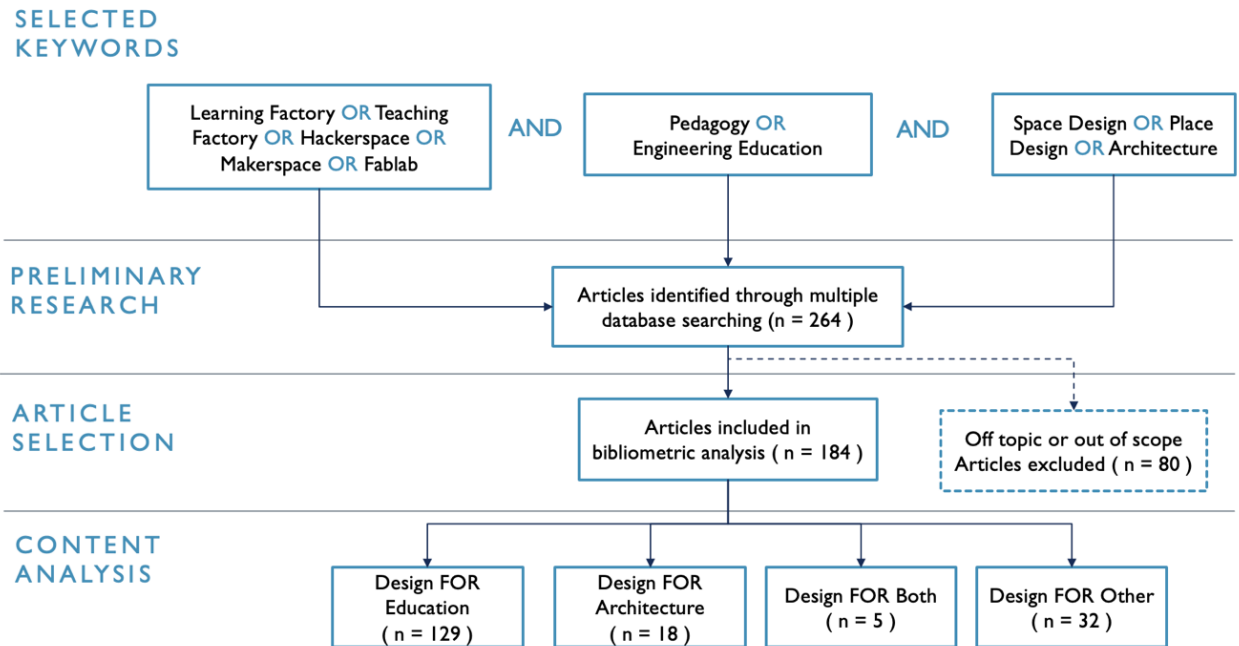 SELECTED
KEYWORDS
Learning Factory OR Teaching
Factory OR Hackerspace OR
Makerspace OR Fablab
AND
Pedagogy OR
Engineering Education
AND
Space Design OR Place
Design OR Architecture
PRELIMINARY
RESEARCH
Articles identified through multiple
database searching (n = 264 )
ARTICLE
SELECTION
Articles included in
bibliometric analysis ( n = 184 )
Off topic or out of scope
Articles excluded ( n = 80 )
CONTENT
ANALYSIS
Design FOR
Education
( n = 129 )
Design FOR
Architecture
( n = 18 )
Design FOR Both
( n = 5 )
Design FOR Other
( n = 32 )